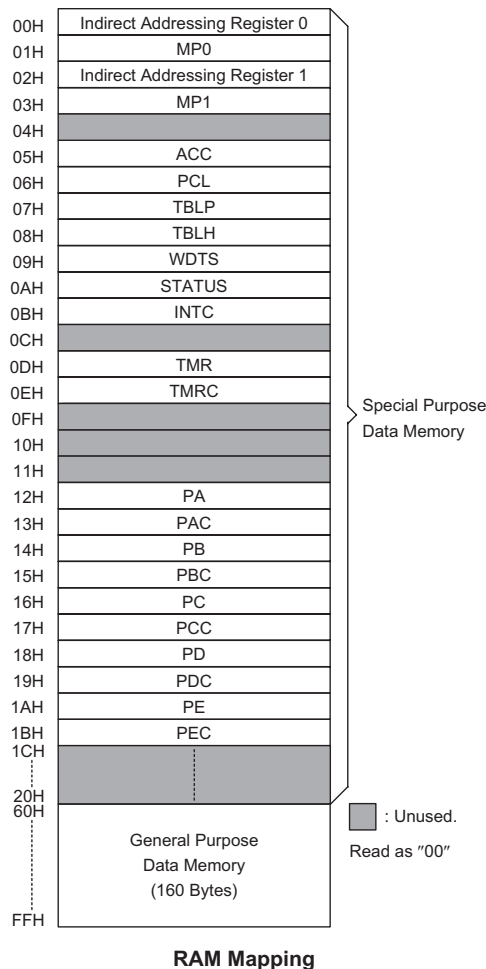 00H Indirect Addressing Register 0
01H MP0
02H Indirect Addressing Register 1
03H MP1
04H
05H ACC
06H PCL
07H TBLP
08H TBLH
09H WDTS
0AH STATUS
0BH INTC
0CH
0DH TMR
0EH TMRC
0FH
10H
11H
12H PA
13H PAC
14H PB
15H PBC
16H PC
17H PCC
18H PD
19H PDC
1AH PE
1BH PEC
1CH
20H
60H
FFH
General Purpose
Data Memory
(160 Bytes)
Special Purpose
Data Memory
: Unused.
Read as "00"
RAM Mapping